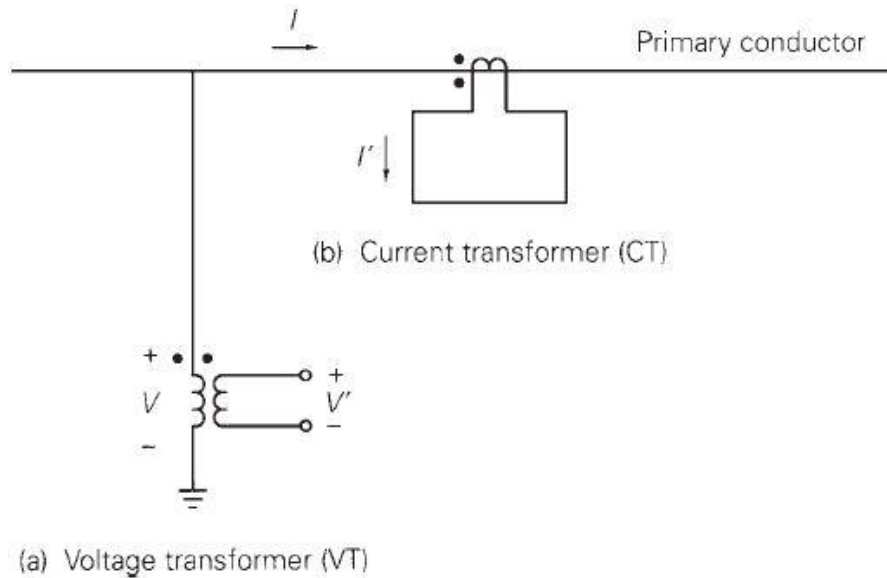 I
Primary conductor
I'
(b) Current transformer (CT)
+
+
V
V'
–
–
(a) Voltage transformer (VT)